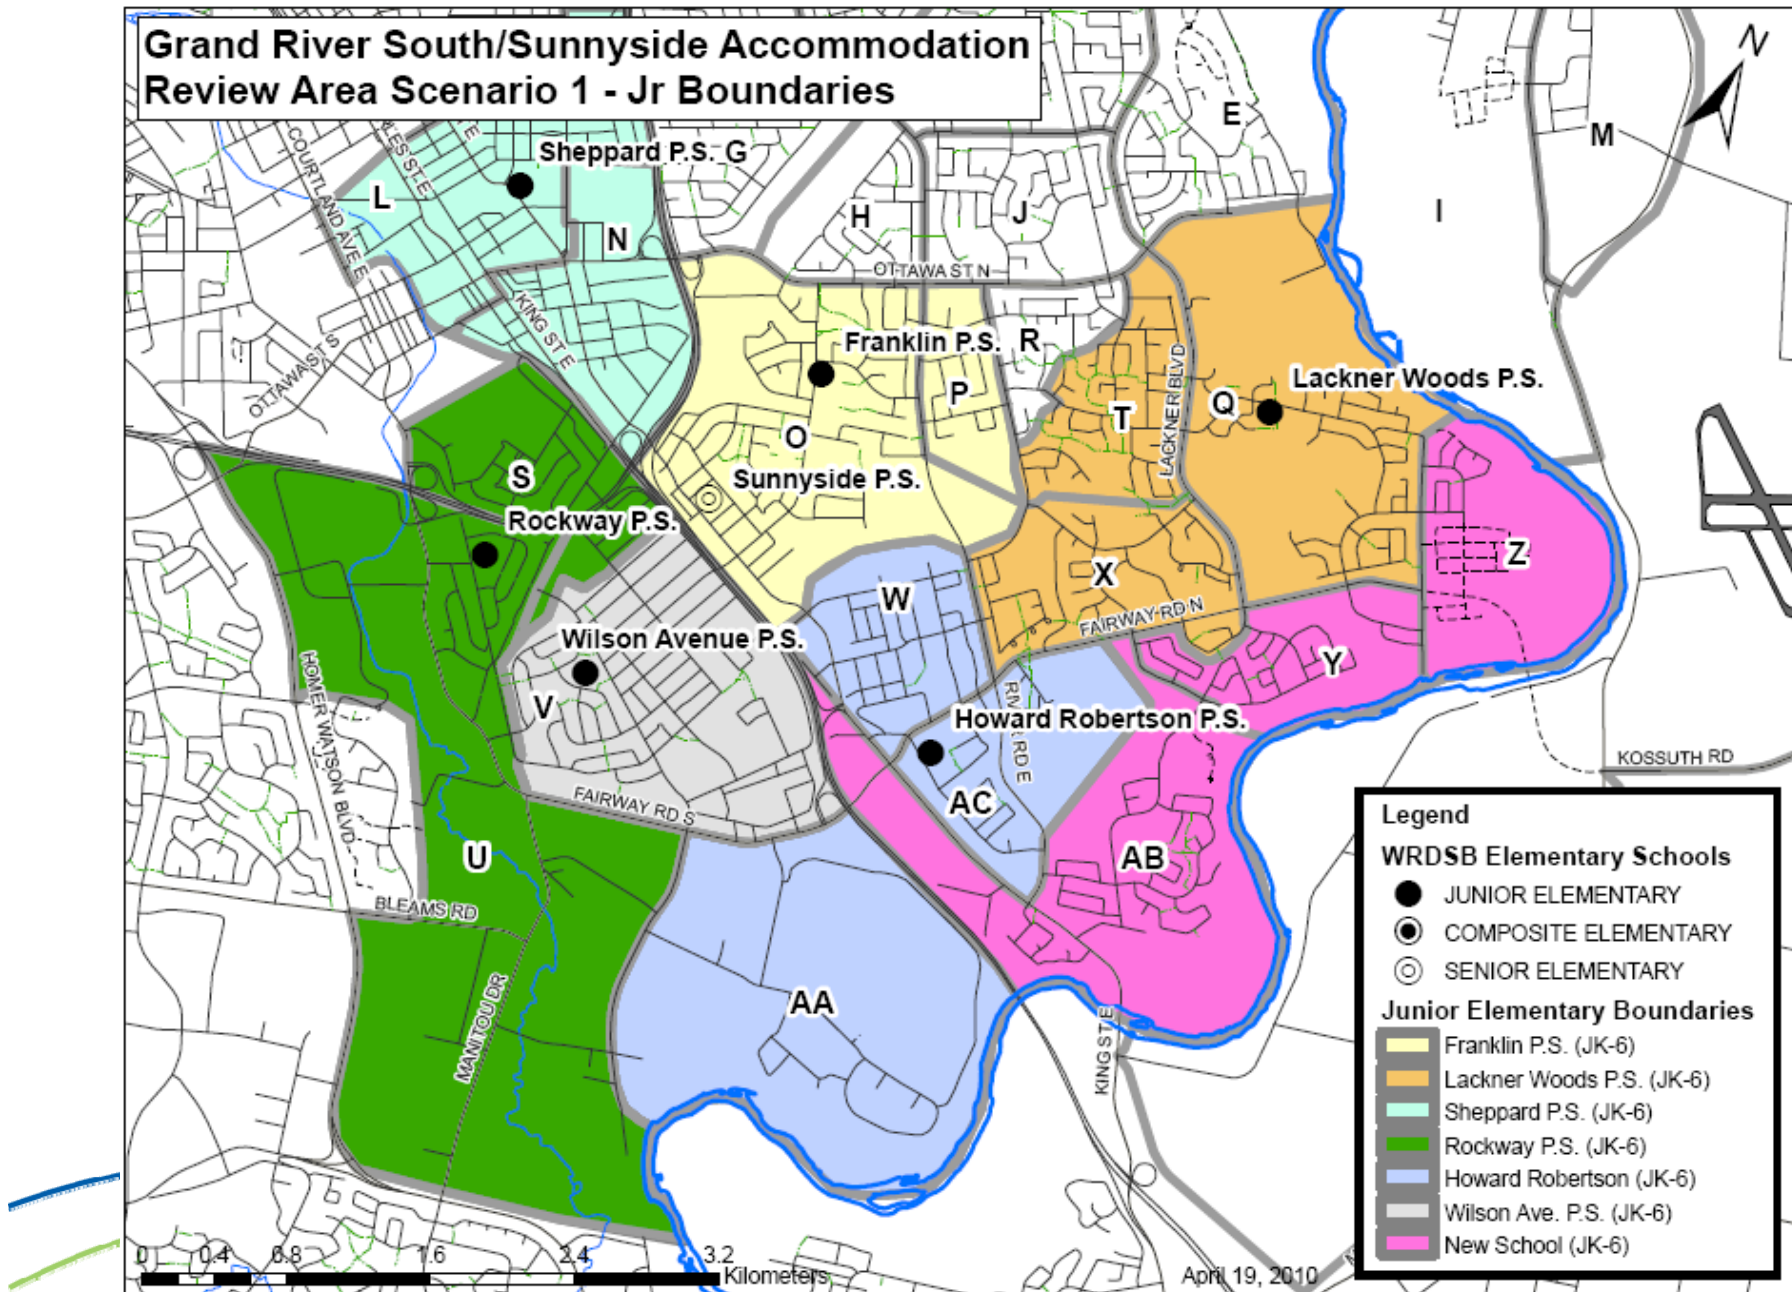 Grand River South/Sunnyside Accommodation
Review Area Scenario 1 - Jr Boundaries
N
E
M
COURTLAND AVE E
Sheppard P.S.
G
L
H
J
I
N
OTTAWA ST N
KING ST E
Franklin P.S.
R
OTTAWA ST S
LACKNER BLVD
Lackner Woods P.S.
P
Q
T
O
S
Sunnyside P.S.
Rockway P.S.
Z
X
W
FAIRWAY RD N
Wilson Avenue P.S.
Y
HOMER WATSON BLVD
V
RIVER RD E
Howard Robertson P.S.
KOSSUTH RD
FAIRWAY RD S
AC
U
AB
BLEAMS RD
MANITOU DR
AA
KING ST E
Legend
WRDSB Elementary Schools
JUNIOR ELEMENTARY
COMPOSITE ELEMENTARY
SENIOR ELEMENTARY
Junior Elementary Boundaries
Franklin P.S. (JK-6)
Lackner Woods P.S. (JK-6)
Sheppard P.S. (JK-6)
Rockway P.S. (JK-6)
Howard Robertson (JK-6)
Wilson Ave. P.S. (JK-6)
New School (JK-6)
0 0.4 0.8 1.6 2.4 3.2
Kilometers
April 19, 2010